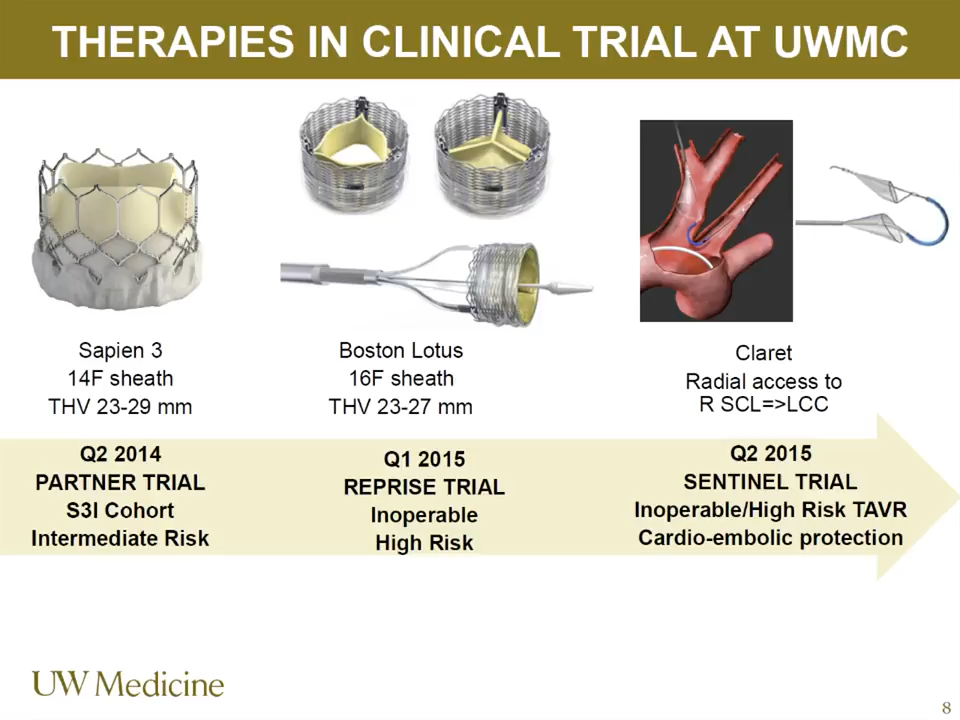 THERAPIES IN CLINICAL TRIAL AT UWMC
Sapien 3
14F sheath
THV 23-29 mm
Boston Lotus
16F sheath
THV 23-27 mm
Claret
Radial access to
R SCL=>LCC
Q2 2014
PARTNER TRIAL
S3I Cohort
Intermediate Risk
Q1 2015
REPRISE TRIAL
Inoperable
High Risk
Q2 2015
SENTINEL TRIAL
Inoperable/High Risk TAVR
Cardio-embolic protection
UW Medicine
8